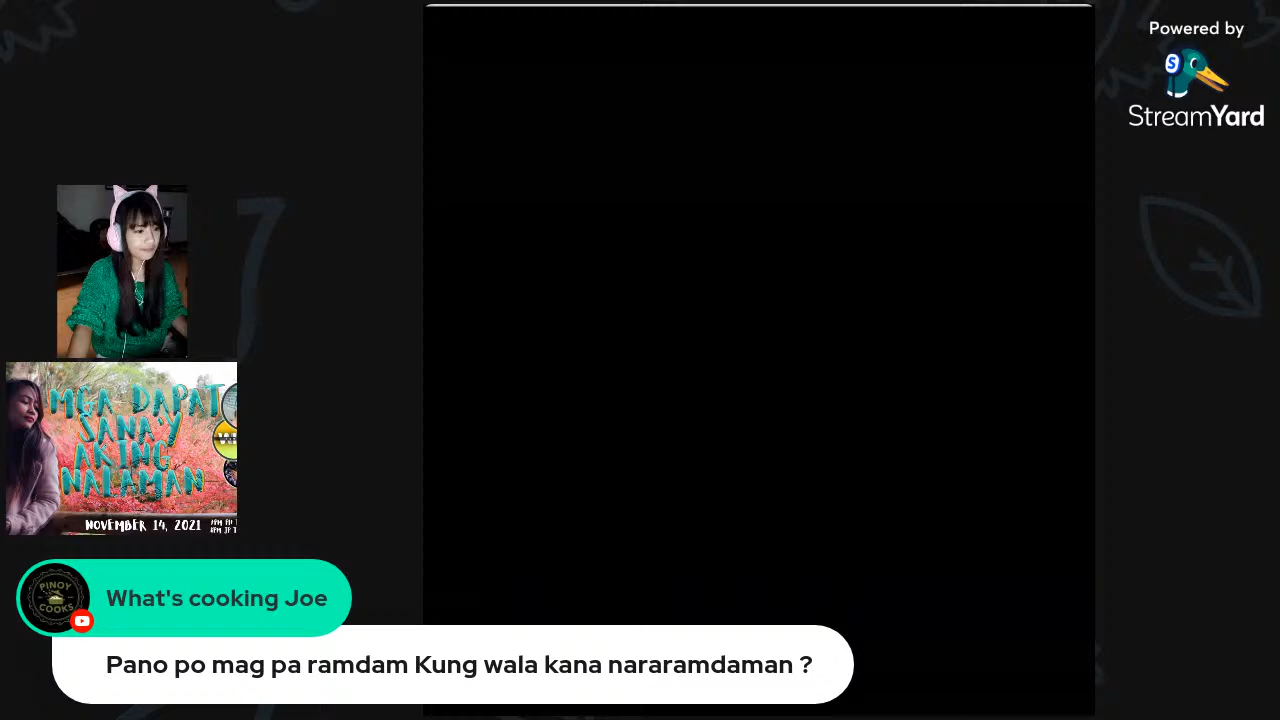 Powered by
S
StreamYard
MGA DAPAT
SANA'Y
AKING
NALAMAN
NOVEMBER 14, 2021
PINOY
COOKS
What's cooking Joe
Pano po mag pa ramdam Kung wala kana nararamdaman ?